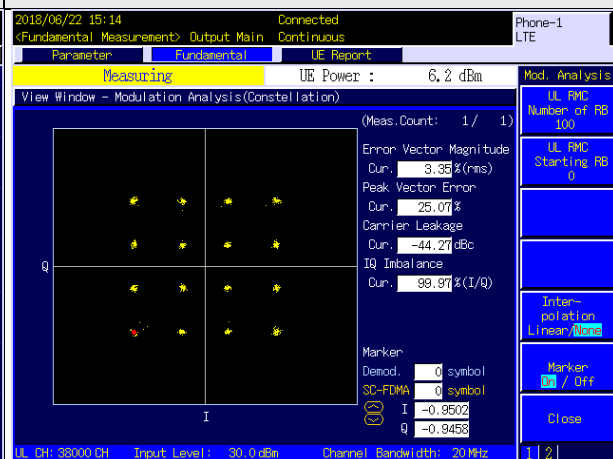 2018/06/22 15:14 Connected Phone-1
<Fundamental Measurement> Output Main Continuous LTE
Parameter Fundamental UE Report
Measuring UE Power : 6.2 dBm Mod. Analysis
View Window - Modulation Analysis(Constellation)
UL RMC
Number of RB
100
(Meas.Count: 1/ 1)
Error Vector Magnitude
Cur. 3.35 %(rms)
Peak Vector Error
Cur. 25.07 %
Carrier Leakage
Cur. -44.27 dBc
IQ Imbalance
Cur. 99.97 %(I/Q)
UL RMC
Starting RB
0
Q
I
Inter-
polation
Linear/None
Marker
Demod. 0 symbol
SC-FDMA 0 symbol
I -0.9502
Q -0.9458
Marker
On / Off
Close
UL CH: 38000 CH Input Level: 30.0 dBm Channel Bandwidth: 20 MHz
1 2